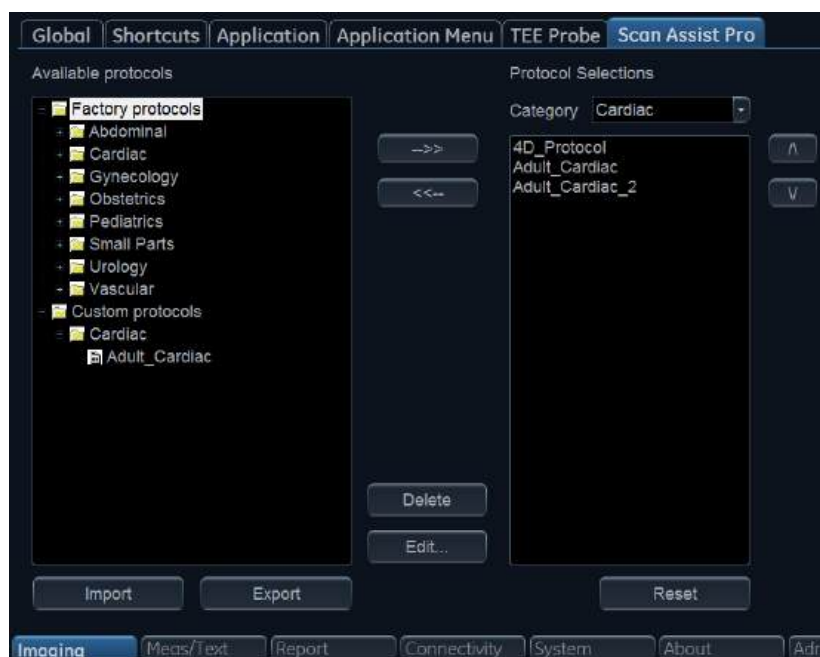 Global Shortcuts Application Application Menu TEE Probe Scan Assist Pro
Available protocols
Factory protocols
Abdominal
Cardiac
Gynecology
Obstetrics
Pediatrics
Small Parts
Urology
Vascular
Custom protocols
Cardiac
Adult_Cardiac
-->>
<<--
Delete
Edit...
Import Export
Protocol Selections
Category Cardiac
4D_Protocol
Adult_Cardiac
Adult_Cardiac_2
Reset
Imaging Meas/Text Report Connectivity System About